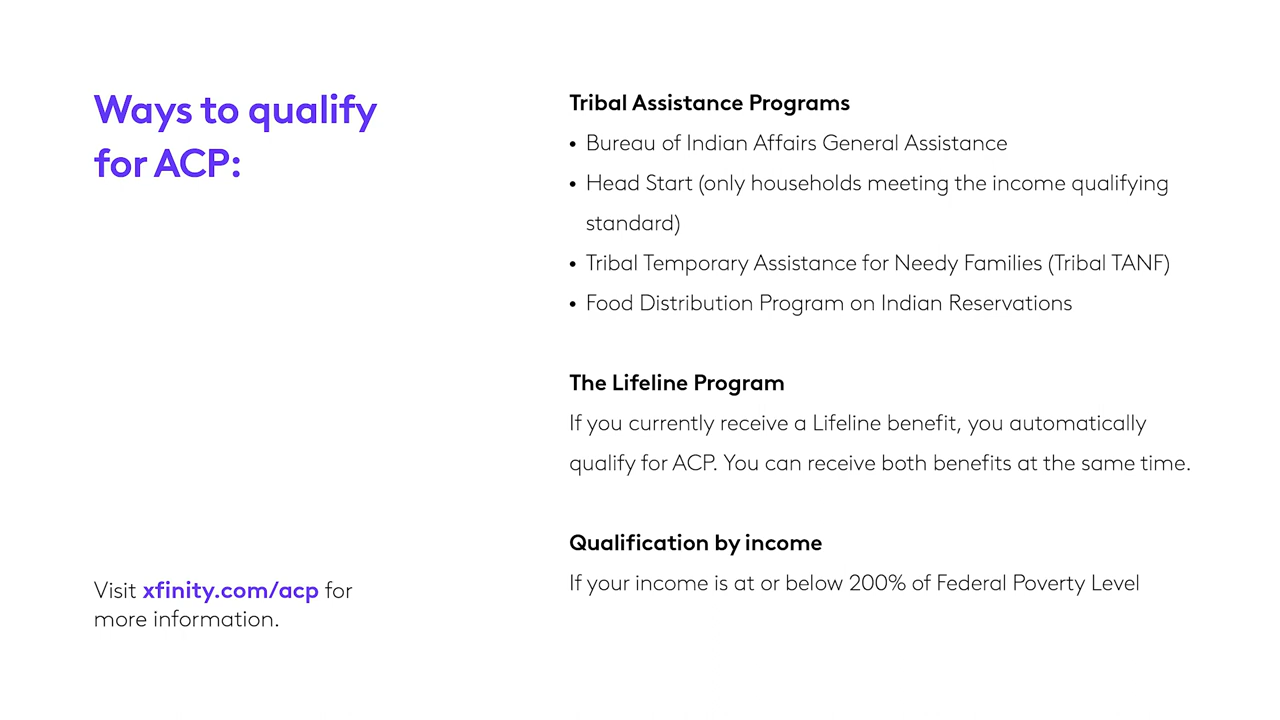 Ways to qualify
for ACP:
Visit xfinity.com/acp for
more information.
Tribal Assistance Programs
• Bureau of Indian Affairs General Assistance
• Head Start (only households meeting the income qualifying
standard)
• Tribal Temporary Assistance for Needy Families (Tribal TANF)
• Food Distribution Program on Indian Reservations
The Lifeline Program
If you currently receive a Lifeline benefit, you automatically
qualify for ACP. You can receive both benefits at the same time.
Qualification by income
If your income is at or below 200% of Federal Poverty Level